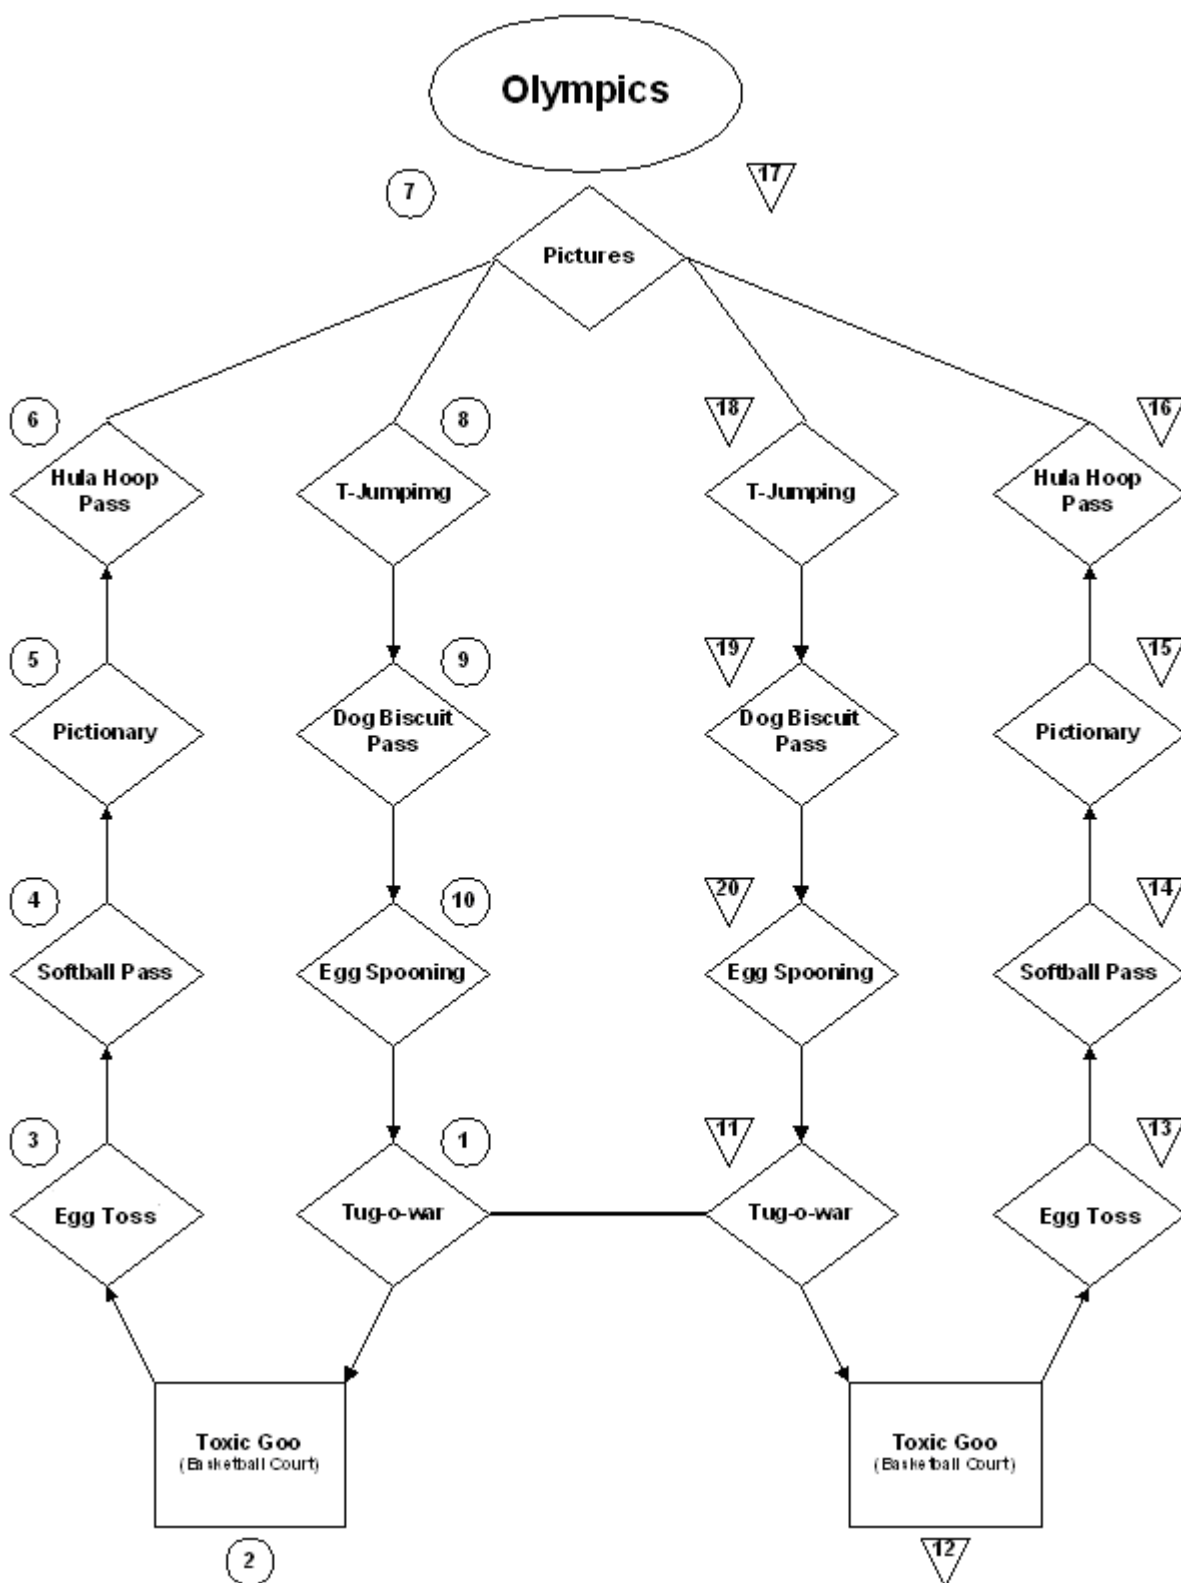 Olympics
7
17
Pictures
6
8
18
16
Hula Hoop
Pass
T-Jumpimg
T-Jumping
Hula Hoop
Pass
5
9
19
15
Pictionary
Dog Biscuit
Pass
Dog Biscuit
Pass
Pictionary
4
10
20
14
Softball Pass
Egg Spooning
Egg Spooning
Softball Pass
3
1
11
13
Egg Toss
Tug-o-war
Tug-o-war
Egg Toss
Toxic Goo
(Basketball Court)
Toxic Goo
(Basketball Court)
2
12